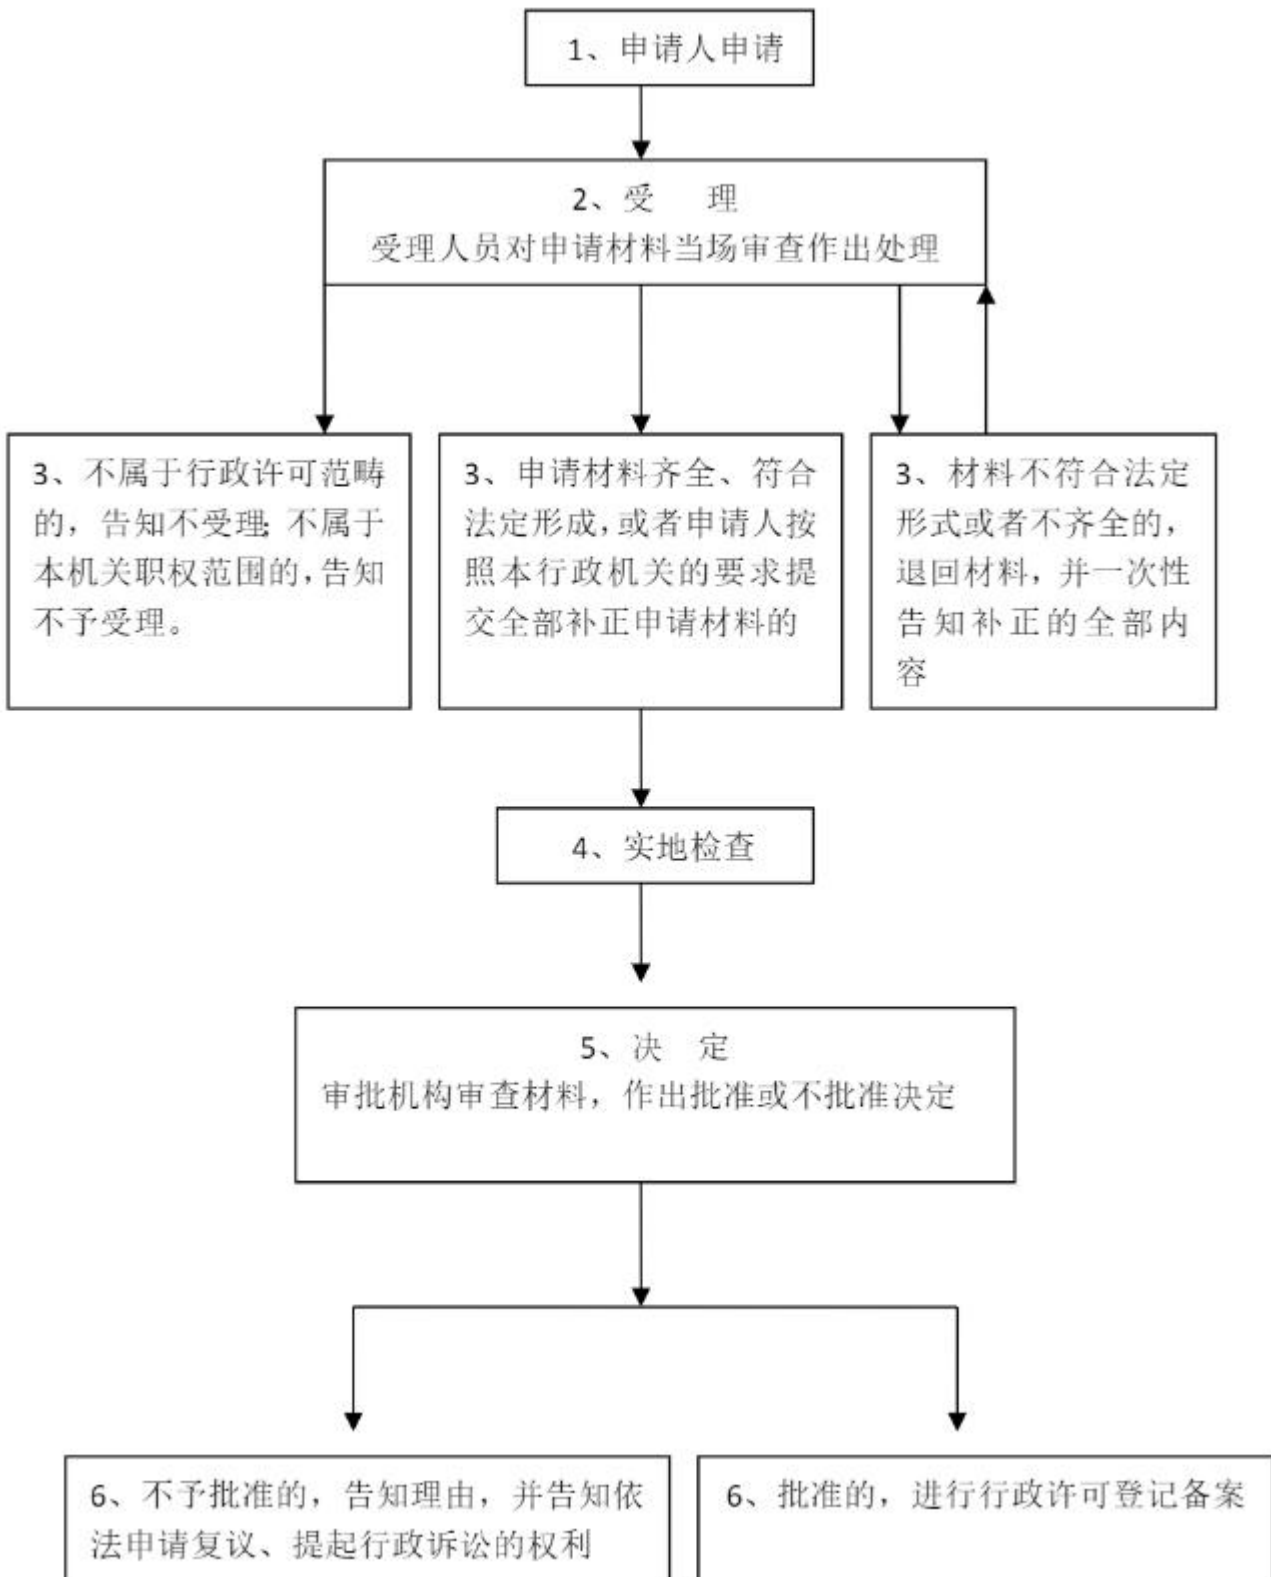 1、申请人申请
2、受 理
受理人员对申请材料当场审查作出处理
3、不属于行政许可范畴
的，告知不受理；不属于
本机关职权范围的，告知
不予受理。
3、申请材料齐全、符合
法定形成，或者申请人按
照本行政机关的要求提
交全部补正申请材料的
3、材料不符合法定
形式或者不齐全的，
退回材料，并一次性
告知补正的全部内
容
4、实地检查
5、决 定
审批机构审查材料，作出批准或不批准决定
6、不予批准的，告知理由，并告知依
法申请复议、提起行政诉讼的权利
6、批准的，进行行政许可登记备案